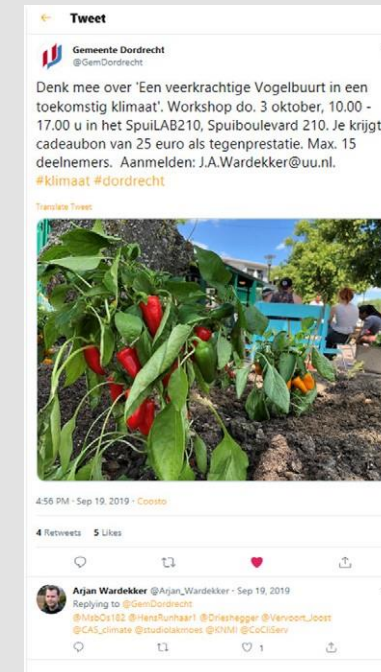 Tweet
Gemeente Dordrecht
@GemDordrecht
Denk mee over 'Een veerkrachtige Vogelbuurt in een
toekomstig klimaat'. Workshop do. 3 oktober, 10.00 -
17.00 u in het SpuiLAB210, Spuiboulevard 210. Je krijgt
cadeaubon van 25 euro als tegenprestatie. Max. 15
deelnemers. Aanmelden: J.A.Wardekker@uu.nl.
#klimaat #dordrecht
Translate Tweet
4:56 PM · Sep 19, 2019 · Coosto
4 Retweets 5 Likes
Arjan Wardekker @Arjan_Wardekker · Sep 19, 2019
Replying to @GemDordrecht
@MsbOs182 @HensRunhaar1 @Drieshegger @Vervoort_Joost
@CAS_climate @studiolakmoes @KNMI @CoCliServ
1